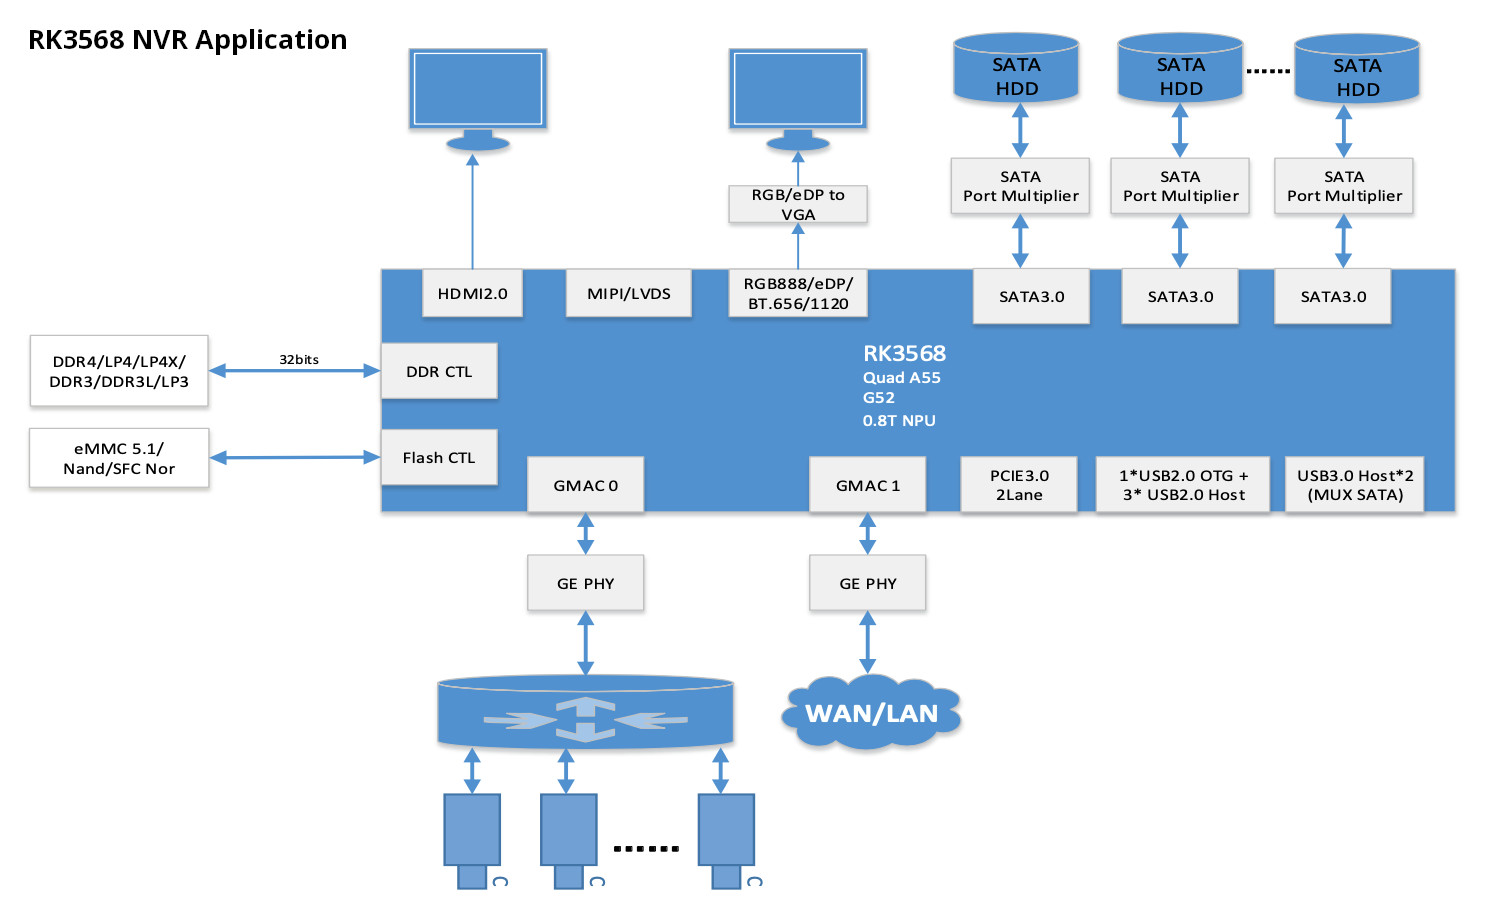 RK3568 NVR Application
SATA
HDD
SATA
HDD
SATA
HDD
RGB/eDP to
VGA
SATA
Port Multiplier
SATA
Port Multiplier
SATA
Port Multiplier
HDMI2.0
MIPI/LVDS
RGB888/eDP/
BT.656/1120
SATA3.0
SATA3.0
SATA3.0
DDR4/LP4/LP4X/
DDR3/DDR3L/LP3
32bits
DDR CTL
RK3568
Quad A55
G52
0.8T NPU
eMMC 5.1/
Nand/SFC Nor
Flash CTL
GMAC 0
GMAC 1
PCIE3.0
2Lane
1*USB2.0 OTG +
3* USB2.0 Host
USB3.0 Host*2
(MUX SATA)
GE PHY
GE PHY
WAN/LAN
C
C
C